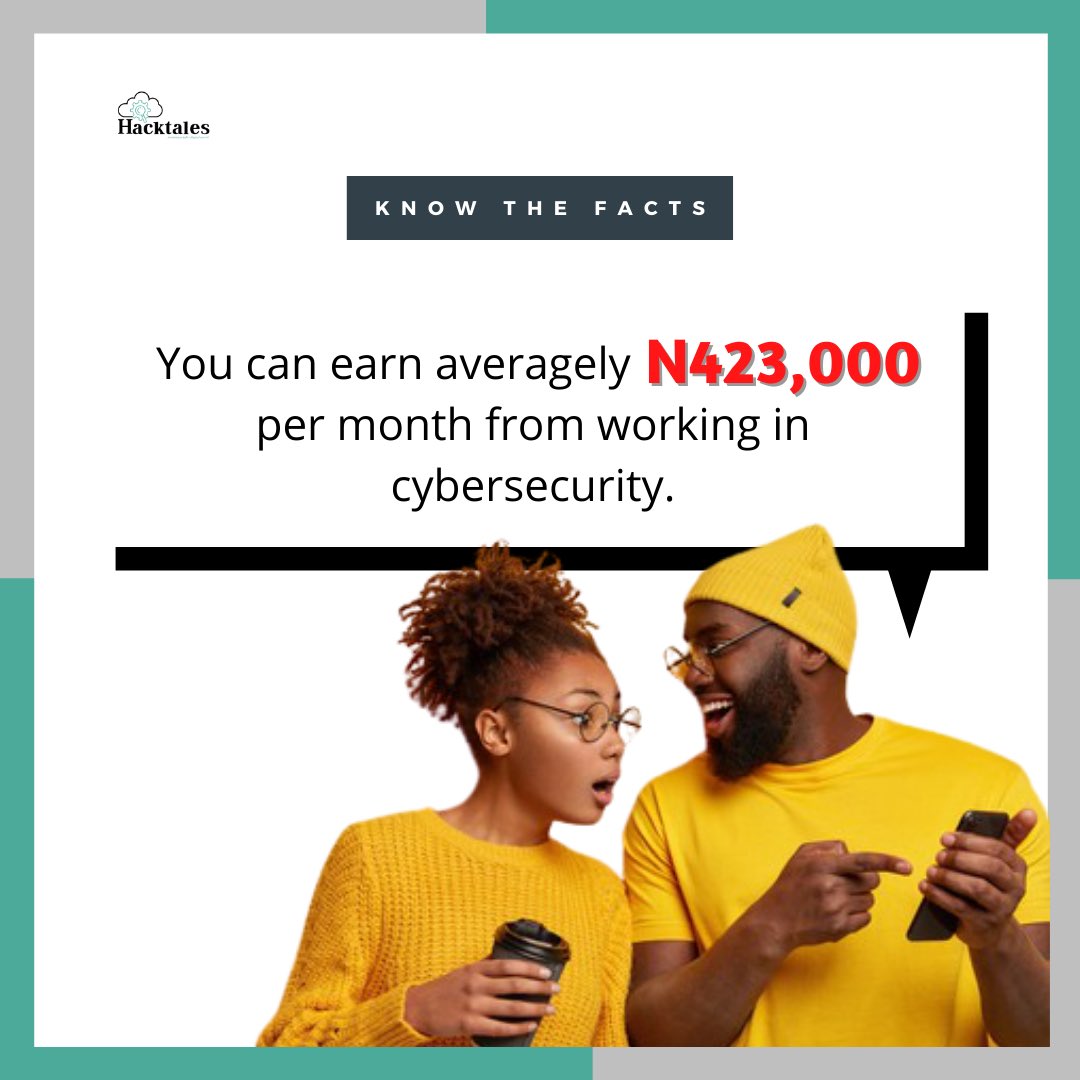 Hacktales
KNOW THE FACTS
You can earn averagely N423,000
per month from working in
cybersecurity.